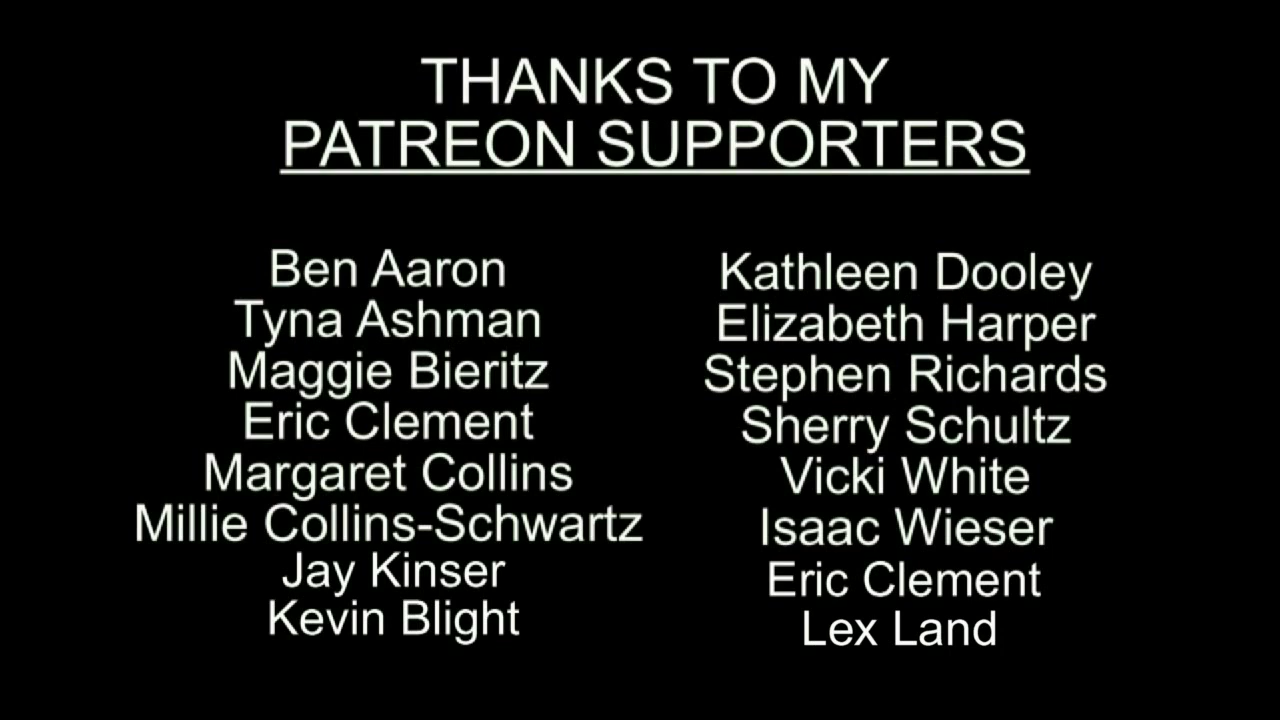 THANKS TO MY
PATREON SUPPORTERS
Ben Aaron
Tyna Ashman
Maggie Bieritz
Eric Clement
Margaret Collins
Millie Collins-Schwartz
Jay Kinser
Kevin Blight
Kathleen Dooley
Elizabeth Harper
Stephen Richards
Sherry Schultz
Vicki White
Isaac Wieser
Eric Clement
Lex Land